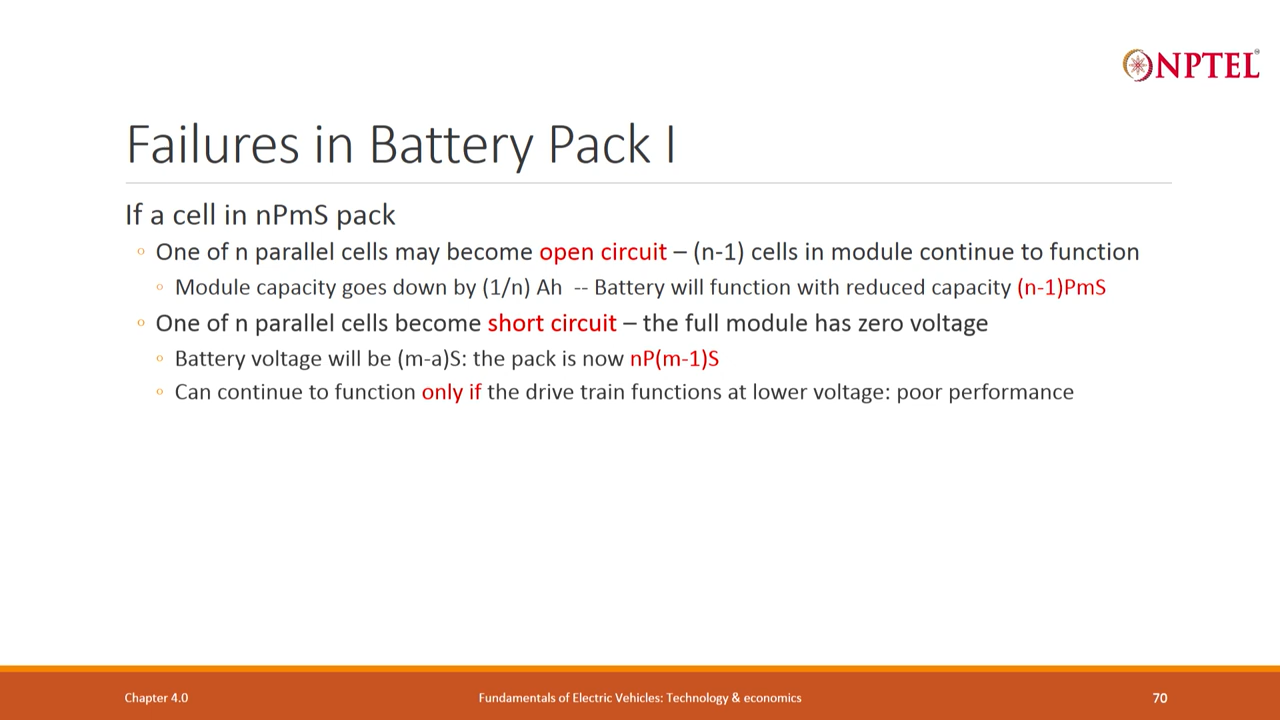 NPTEL
Failures in Battery Pack I
If a cell in nPmS pack
◦ One of n parallel cells may become open circuit – (n-1) cells in module continue to function
◦ Module capacity goes down by (1/n) Ah -- Battery will function with reduced capacity (n-1)PmS
◦ One of n parallel cells become short circuit – the full module has zero voltage
◦ Battery voltage will be (m-a)S: the pack is now nP(m-1)S
◦ Can continue to function only if the drive train functions at lower voltage: poor performance
Chapter 4.0
Fundamentals of Electric Vehicles: Technology & economics
70